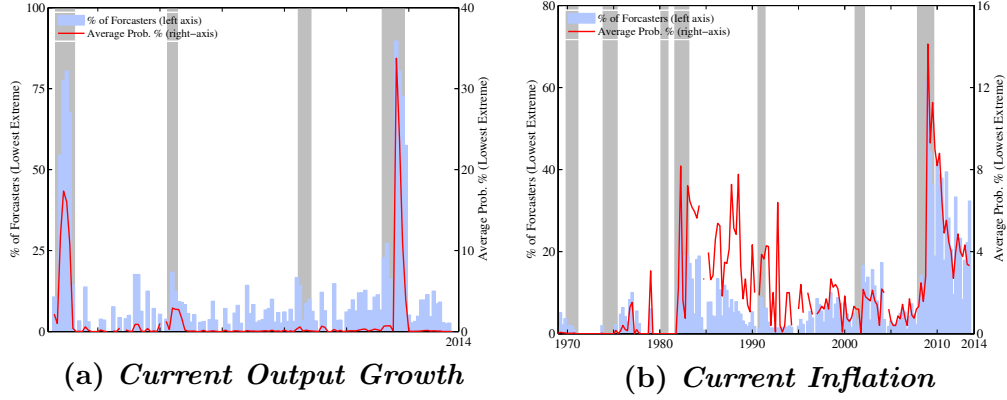 100
75
50
25
0
% of Forcasters (Lowest Extreme)
% of Forcasters (left axis)
Average Prob. % (right−axis)
40
30
20
10
0
Average Prob. % (Lowest Extreme)
2014
(a) Current Output Growth
80
60
40
20
0
% of Forcasters (Lowest Extreme)
% of Forcasters (left axis)
Average Prob. % (right−axis)
16
12
8
4
0
Average Prob. % (Lowest Extreme)
1970 1980 1990 2000 2010 2014
(b) Current Inflation